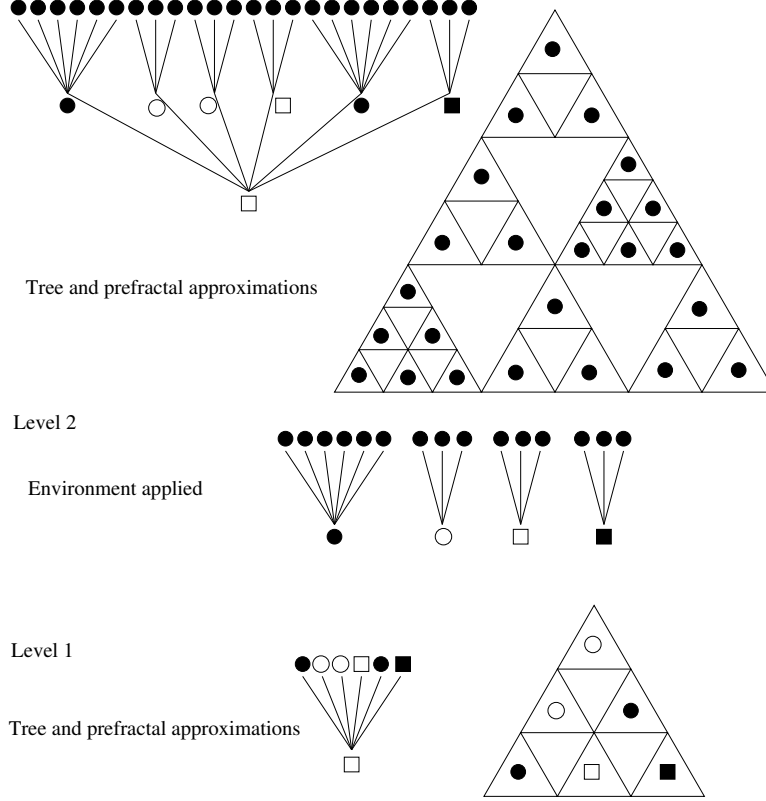 Tree and prefractal approximations
Level 2
Environment applied
Level 1
Tree and prefractal approximations